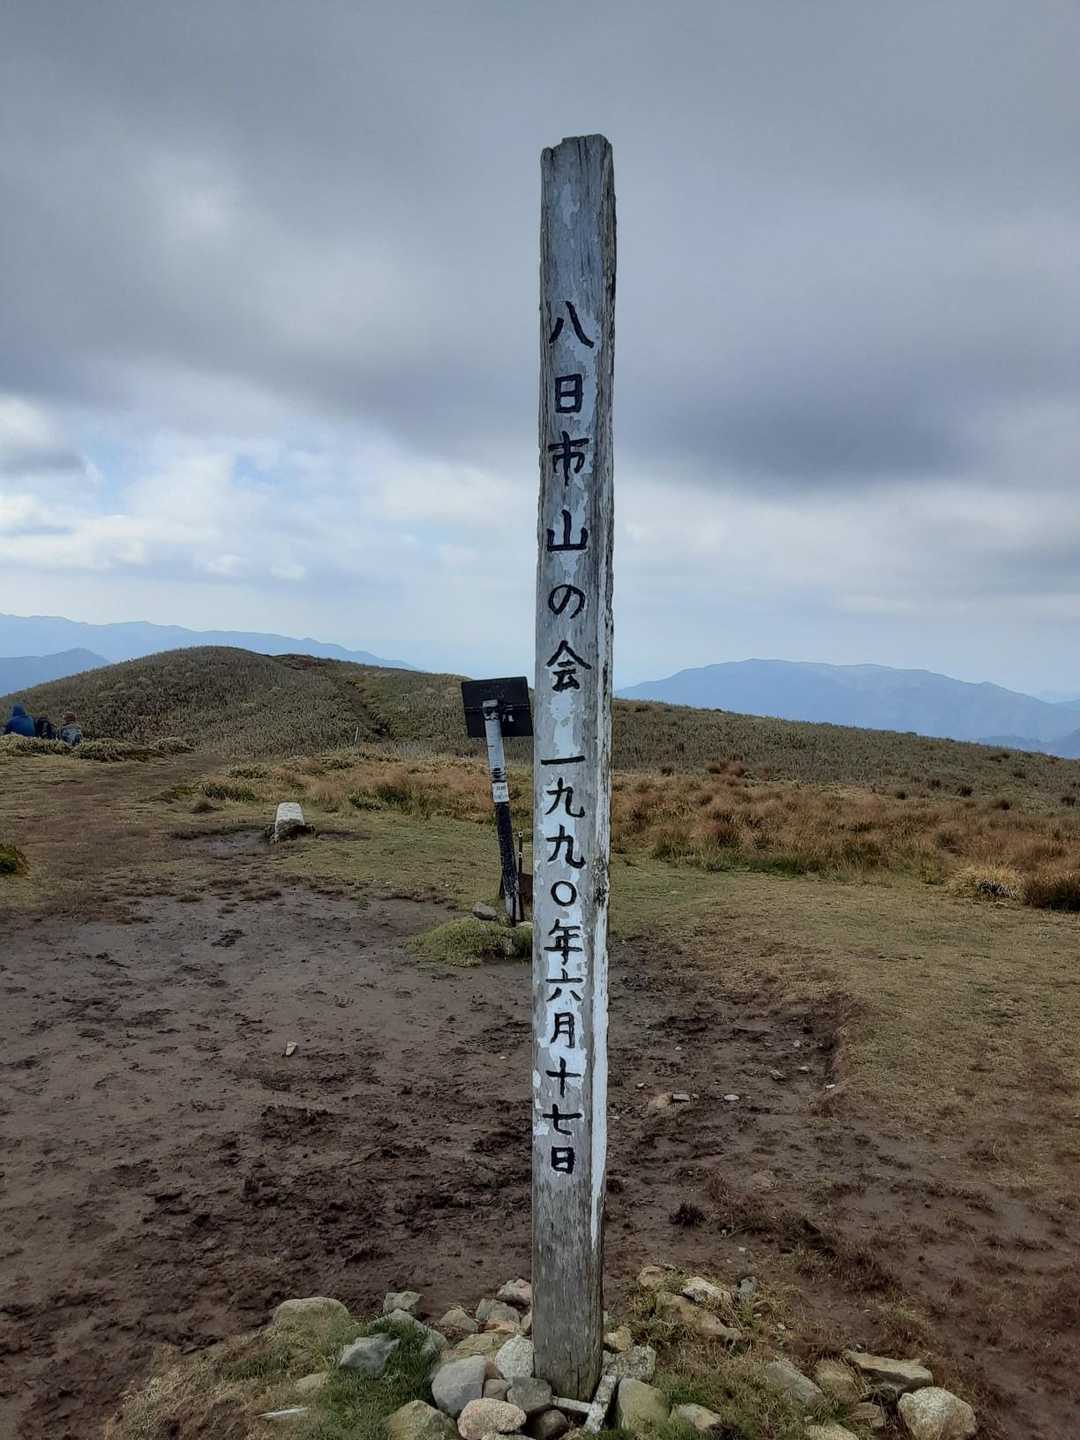 八日市山の会 一九九〇年六月十七日